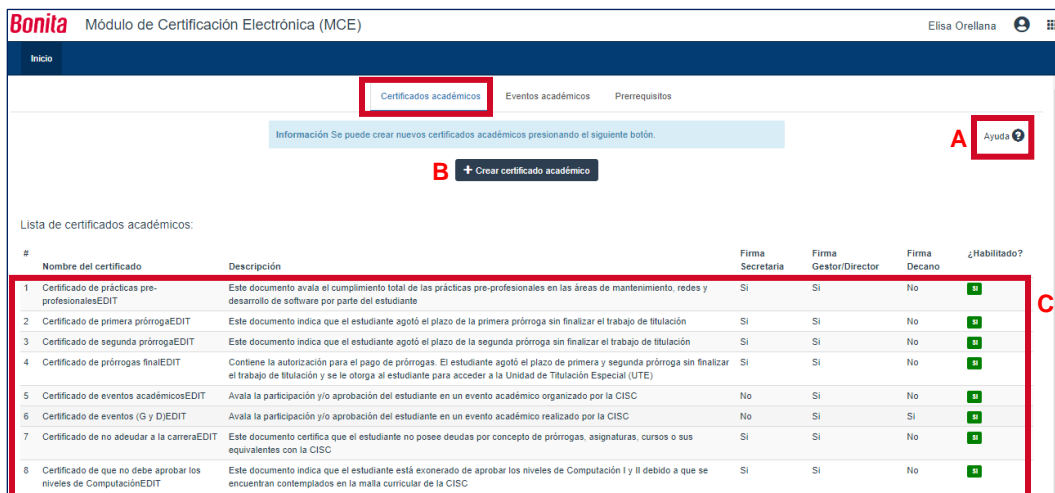 Bonita Módulo de Certificación Electrónica (MCE) Elisa Orellana
Inicio
Certificados académicos Eventos académicos Prerrequisitos
Información Se puede crear nuevos certificados académicos presionando el siguiente botón.
A Ayuda ?
B + Crear certificado académico
Lista de certificados académicos:
# Nombre del certificado Descripción Firma Secretaria Firma Gestor/Director Firma Decano ¿Habilitado?
C
1 Certificado de prácticas pre- Este documento avala el cumplimiento total de las prácticas pre-profesionales en las áreas de mantenimiento, redes y Si Si No SI
profesionalesEDIT desarrollo de software por parte del estudiante
2 Certificado de primera prórrogaEDIT Este documento indica que el estudiante agotó el plazo de la primera prórroga sin finalizar el trabajo de titulación Si Si No SI
3 Certificado de segunda prórrogaEDIT Este documento indica que el estudiante agotó el plazo de la segunda prórroga sin finalizar el trabajo de titulación Si Si No SI
4 Certificado de prórrogas finalEDIT Contiene la autorización para el pago de prórrogas. El estudiante agotó el plazo de primera y segunda prórroga sin finalizar Si Si No SI
el trabajo de titulación y se le otorga al estudiante para acceder a la Unidad de Titulación Especial (UTE)
5 Certificado de eventos académicosEDIT Avala la participación y/o aprobación del estudiante en un evento académico organizado por la CISC No Si No SI
6 Certificado de eventos (G y D)EDIT Avala la participación y/o aprobación del estudiante en un evento académico realizado por la CISC No Si Si SI
7 Certificado de no adeudar a la carreraEDIT Este documento certifica que el estudiante no posee deudas por concepto de prórrogas, asignaturas, cursos o sus Si Si No SI
equivalentes con la CISC
8 Certificado de que no debe aprobar los Este documento indica que el estudiante está exonerado de aprobar los niveles de Computación I y II debido a que se Si Si No SI
niveles de ComputaciónEDIT encuentran contemplados en la malla curricular de la CISC